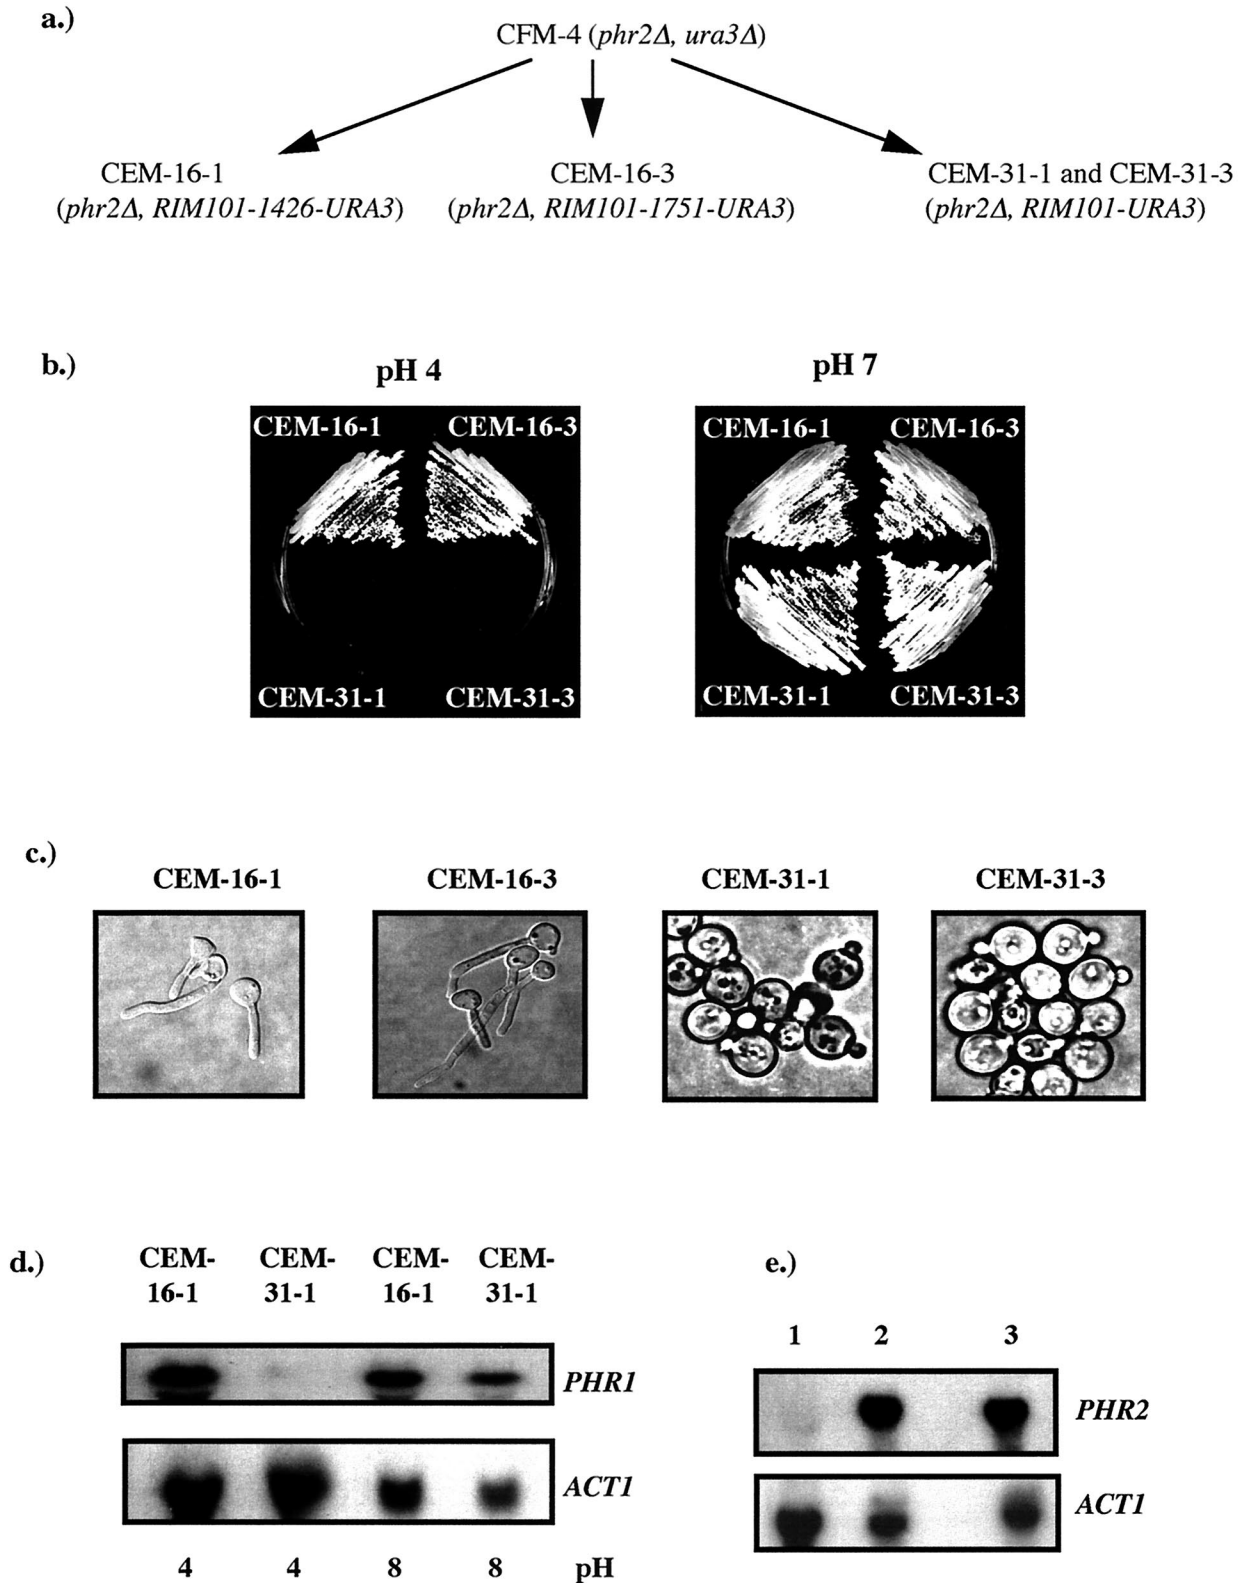 a.)
CFM-4 (phr2Δ, ura3Δ)
CEM-16-1
(phr2Δ, RIM101-1426-URA3)
CEM-16-3
(phr2Δ, RIM101-1751-URA3)
CEM-31-1 and CEM-31-3
(phr2Δ, RIM101-URA3)
b.)
pH 4
pH 7
CEM-16-1
CEM-16-3
CEM-31-1
CEM-31-3
CEM-16-1
CEM-16-3
CEM-31-1
CEM-31-3
c.)
CEM-16-1
CEM-16-3
CEM-31-1
CEM-31-3
d.)
CEM-
16-1
CEM-
31-1
CEM-
16-1
CEM-
31-1
PHR1
ACT1
4 4 8 8 pH
e.)
1 2 3
PHR2
ACT1